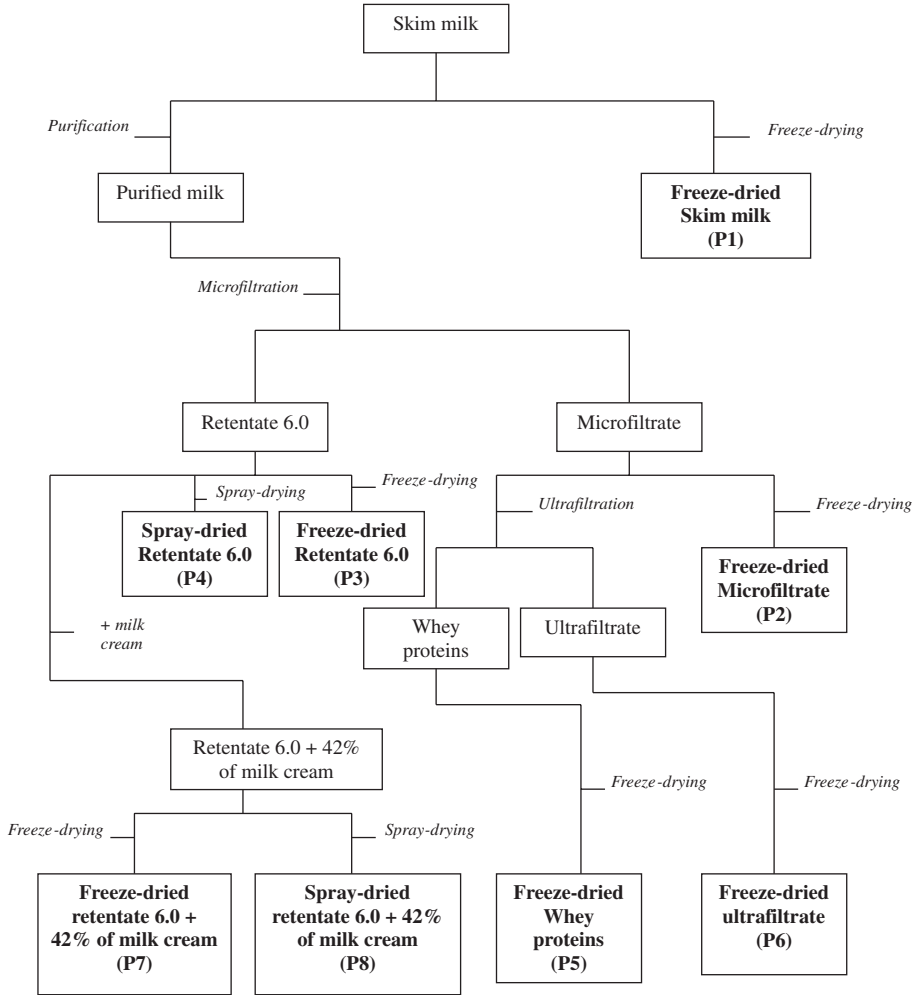 Skim milk
Purification
Freeze-drying
Purified milk
Freeze-dried
Skim milk
(P1)
Microfiltration
Retentate 6.0
Microfiltrate
Spray-drying
Freeze-drying
Ultrafiltration
Freeze-drying
Spray-dried
Retentate 6.0
(P4)
Freeze-dried
Retentate 6.0
(P3)
Freeze-dried
Microfiltrate
(P2)
+ milk
cream
Whey
proteins
Ultrafiltrate
Retentate 6.0 + 42%
of milk cream
Freeze-drying
Freeze-drying
Freeze-drying
Spray-drying
Freeze-dried
retentate 6.0 +
42% of milk cream
(P7)
Spray-dried
retentate 6.0 + 42%
of milk cream
(P8)
Freeze-dried
Whey
proteins
(P5)
Freeze-dried
ultrafiltrate
(P6)